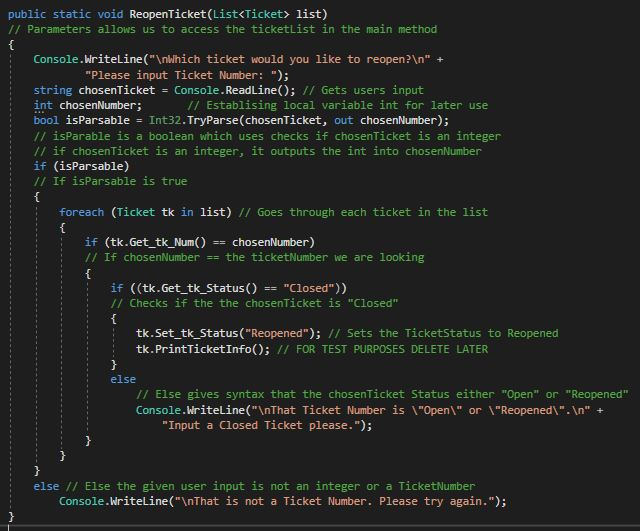 public static void ReopenTicket(List<Ticket> list)
// Parameters allows us to access the ticketList in the main method
{
Console.WriteLine("\nWhich ticket would you like to reopen?\n" +
"Please input Ticket Number: ");
string chosenTicket = Console.ReadLine(); // Gets users input
int chosenNumber; // Establising local variable int for later use
bool isParsable = Int32.TryParse(chosenTicket, out chosenNumber);
// isParable is a boolean which uses checks if chosenTicket is an integer
// if chosenTicket is an integer, it outputs the int into chosenNumber
if (isParsable)
// If isParsable is true
{
foreach (Ticket tk in list) // Goes through each ticket in the list
{
if (tk.Get_tk_Num() == chosenNumber)
// If chosenNumber == the ticketNumber we are looking
{
if ((tk.Get_tk_Status() == "Closed"))
// Checks if the the chosenTicket is "Closed"
{
tk.Set_tk_Status("Reopened"); // Sets the TicketStatus to Reopened
tk.PrintTicketInfo(); // FOR TEST PURPOSES DELETE LATER
}
else
// Else gives syntax that the chosenTicket Status either "Open" or "Reopened"
Console.WriteLine("\nThat Ticket Number is \"Open\" or \"Reopened\".\n" +
"Input a Closed Ticket please.");
}
}
}
else // Else the given user input is not an integer or a TicketNumber
Console.WriteLine("\nThat is not a Ticket Number. Please try again.");
}